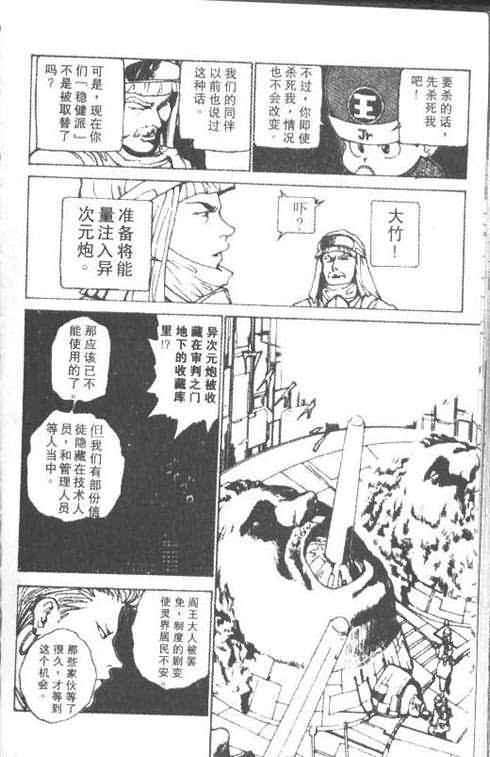 要杀的话，
先杀死我
吧！
王
Jr
不过，你即使
杀死我，情况
也不会改变。
我们的同伴
以前也说过
这种话。
可是，现在你
们「稳健派」
不是被取替了
吗？
大竹！
吓？
准备将能
量注入异
次元炮。
异次元炮被收
藏在审判之门
地下的收藏库
里!?
那应该已不
能使用的了。
但我们有部份信
徒隐藏在技术人
员，和管理人员
等人当中。
阎王大人被罢
免，制度的剧变
使灵界居民不安。
那些家伙等了
很久，才等到
这个机会。